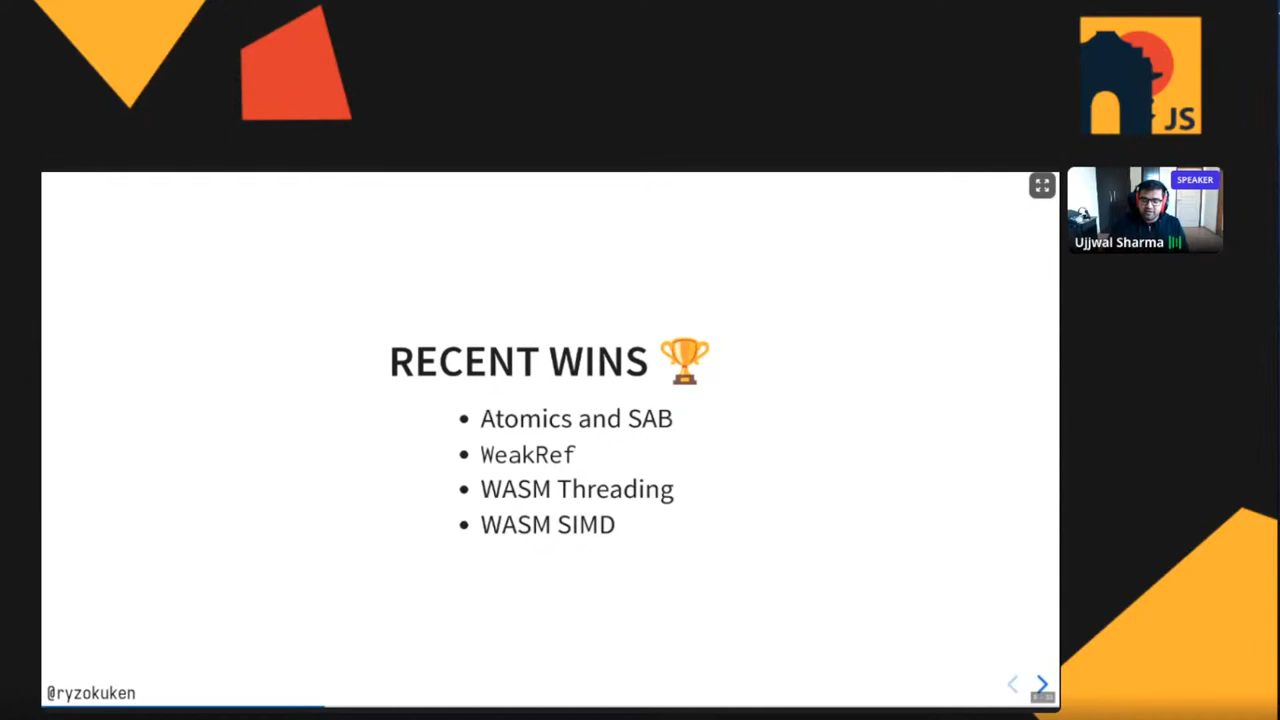 JS
SPEAKER
Ujjwal Sharma
RECENT WINS 🏆
• Atomics and SAB
• WeakRef
• WASM Threading
• WASM SIMD
@ryzokuken